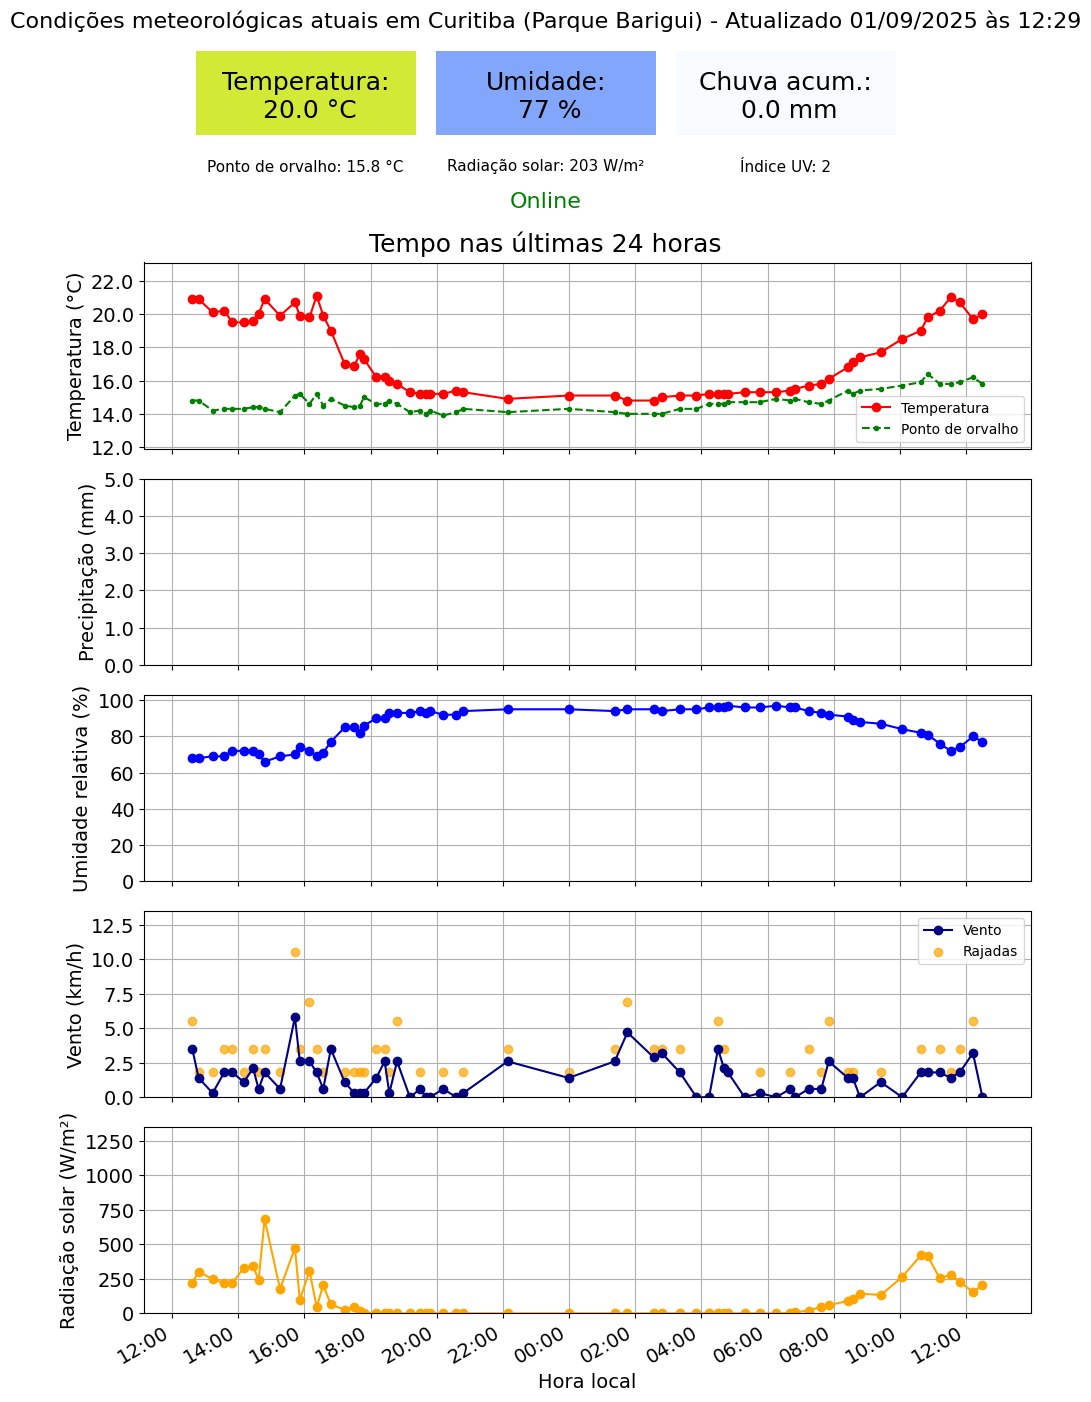 Condições meteorológicas atuais em Curitiba (Parque Barigui) - Atualizado 01/09/2025 às 12:29
Temperatura:
20.0 °C
Umidade:
77 %
Chuva acum.:
0.0 mm
Ponto de orvalho: 15.8 °C
Radiação solar: 203 W/m²
Índice UV: 2
Online
Tempo nas últimas 24 horas
Temperatura (°C)
22.0
20.0
18.0
16.0
14.0
12.0
Temperatura
Ponto de orvalho
Precipitação (mm)
5.0
4.0
3.0
2.0
1.0
0.0
Umidade relativa (%)
100
80
60
40
20
0
Vento (km/h)
12.5
10.0
7.5
5.0
2.5
0.0
Vento
Rajadas
Radiação solar (W/m²)
1250
1000
750
500
250
0
12:00
14:00
16:00
18:00
20:00
22:00
00:00
02:00
04:00
06:00
08:00
10:00
12:00
Hora local